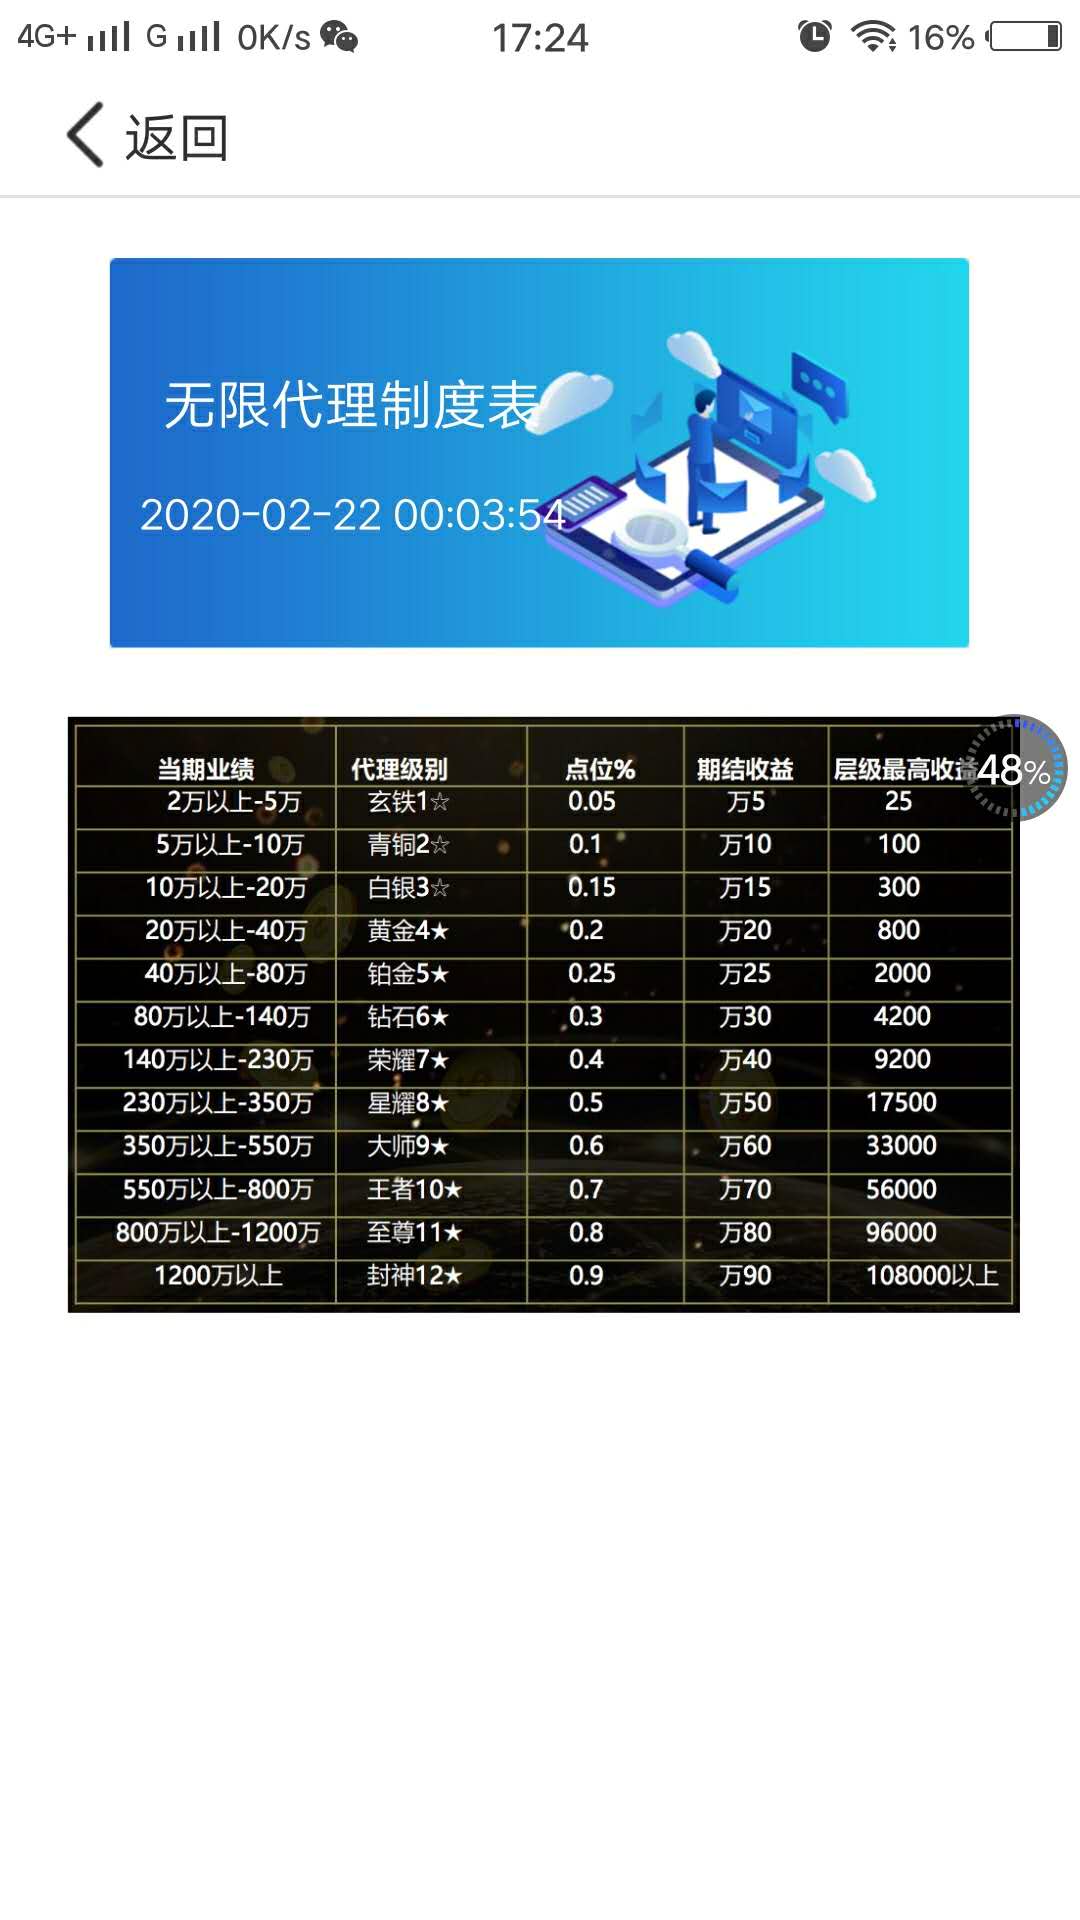 4G+ G 0K/s 17:24 16%
返回
无限代理制度表
2020-02-22 00:03:54
当期业绩 代理级别 点位% 期结收益 层级最高收益 48%
2万以上-5万 玄铁1☆ 0.05 万5 25
5万以上-10万 青铜2☆ 0.1 万10 100
10万以上-20万 白银3☆ 0.15 万15 300
20万以上-40万 黄金4★ 0.2 万20 800
40万以上-80万 铂金5★ 0.25 万25 2000
80万以上-140万 钻石6★ 0.3 万30 4200
140万以上-230万 荣耀7★ 0.4 万40 9200
230万以上-350万 星耀8★ 0.5 万50 17500
350万以上-550万 大师9★ 0.6 万60 33000
550万以上-800万 王者10★ 0.7 万70 56000
800万以上-1200万 至尊11★ 0.8 万80 96000
1200万以上 封神12★ 0.9 万90 108000以上